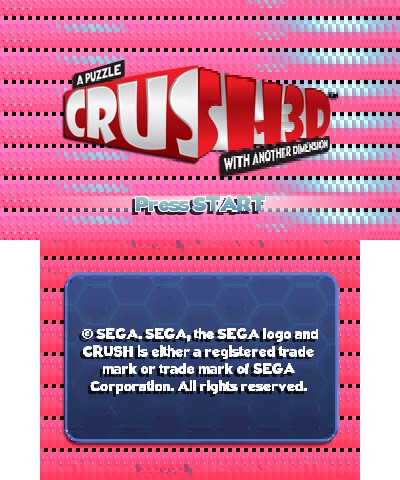 A PUZZLE
CRUSH3D
WITH ANOTHER DIMENSION
Press START
© SEGA. SEGA, the SEGA logo and
CRUSH is either a registered trade
mark or trade mark of SEGA
Corporation. All rights reserved.